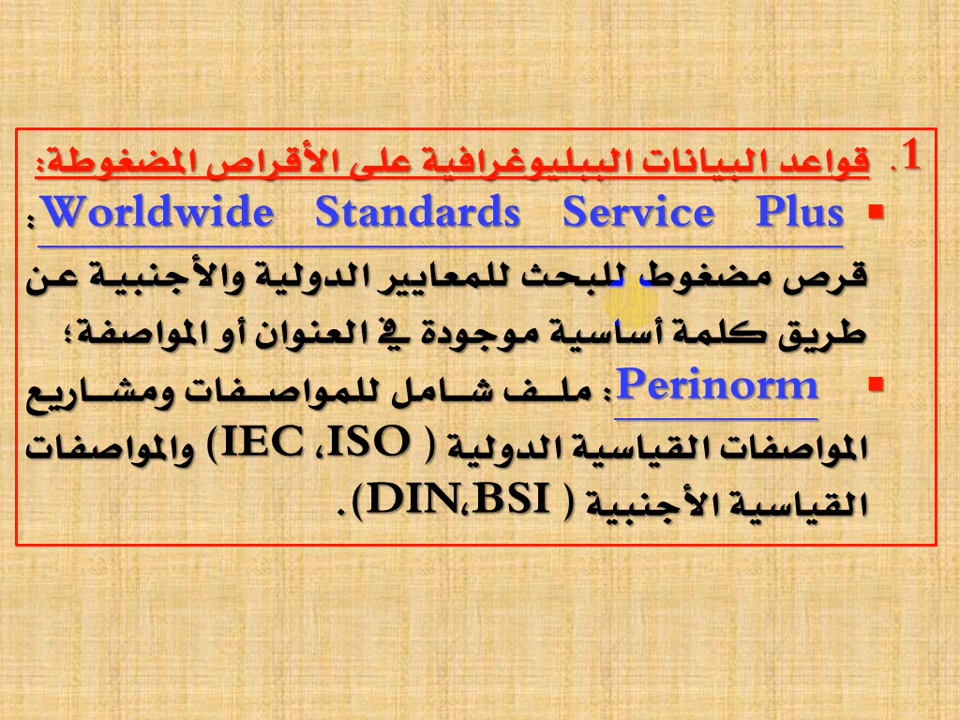 1. قواعد البيانات الببليوغرافية على الأقراص المضغوطة:
▪ Worldwide Standards Service Plus:
قرص مضغوط للبحث للمعايير الدولية والأجنبية عن
طريق كلمة أساسية موجودة في العنوان أو المواصفة؛
▪ Perinorm: ملف شامل للمواصفات ومشاريع
المواصفات القياسية الدولية ( ISO، IEC) والمواصفات
القياسية الأجنبية ( BSI،DIN).